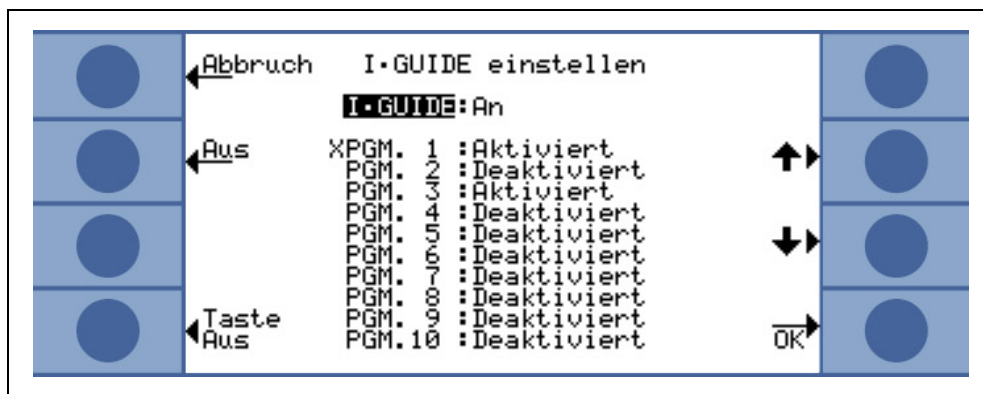 Abbruch I·GUIDE einstellen
I·GUIDE:An
Aus
XPGM. 1 :Aktiviert
PGM. 2 :Deaktiviert
PGM. 3 :Aktiviert
PGM. 4 :Deaktiviert
PGM. 5 :Deaktiviert
PGM. 6 :Deaktiviert
PGM. 7 :Deaktiviert
PGM. 8 :Deaktiviert
PGM. 9 :Deaktiviert
PGM.10 :Deaktiviert
Taste
Aus
OK